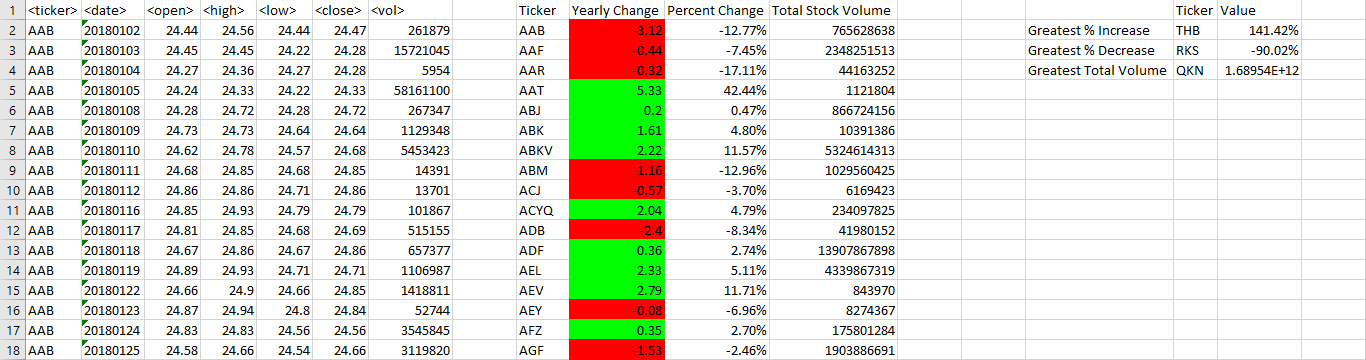 1 <ticker> <date> <open> <high> <low> <close> <vol> Ticker Yearly Change Percent Change Total Stock Volume Ticker Value
2 AAB 20180102 24.44 24.56 24.44 24.47 261879 AAB -3.12 -12.77% 765628638 Greatest % Increase THB 141.42%
3 AAB 20180103 24.45 24.45 24.22 24.28 15721045 AAF -0.44 -7.45% 2348251513 Greatest % Decrease RKS -90.02%
4 AAB 20180104 24.27 24.36 24.27 24.28 5954 AAR -0.32 -17.11% 44163252 Greatest Total Volume QKN 1.68954E+12
5 AAB 20180105 24.24 24.33 24.22 24.33 58161100 AAT 5.33 42.44% 1121804
6 AAB 20180108 24.28 24.72 24.28 24.72 267347 ABJ 0.2 0.47% 866724156
7 AAB 20180109 24.73 24.73 24.64 24.64 1129348 ABK 1.61 4.80% 10391386
8 AAB 20180110 24.62 24.78 24.57 24.68 5453423 ABKV 2.22 11.57% 5324614313
9 AAB 20180111 24.68 24.85 24.68 24.85 14391 ABM -1.16 -12.96% 1029560425
10 AAB 20180112 24.86 24.86 24.71 24.86 13701 ACJ -0.57 -3.70% 6169423
11 AAB 20180116 24.85 24.93 24.79 24.79 101867 ACYQ 2.04 4.79% 234097825
12 AAB 20180117 24.81 24.85 24.68 24.69 515155 ADB -2.4 -8.34% 41980152
13 AAB 20180118 24.67 24.86 24.67 24.86 657377 ADF 0.36 2.74% 13907867898
14 AAB 20180119 24.89 24.93 24.71 24.71 1106987 AEL 2.33 5.11% 4339867319
15 AAB 20180122 24.66 24.9 24.66 24.85 1418811 AEV 2.79 11.71% 843970
16 AAB 20180123 24.87 24.94 24.8 24.84 52744 AEY -0.08 -6.96% 8274367
17 AAB 20180124 24.83 24.83 24.56 24.56 3545845 AFZ 0.35 2.70% 175801284
18 AAB 20180125 24.58 24.66 24.54 24.66 3119820 AGF -1.53 -2.46% 1903886691